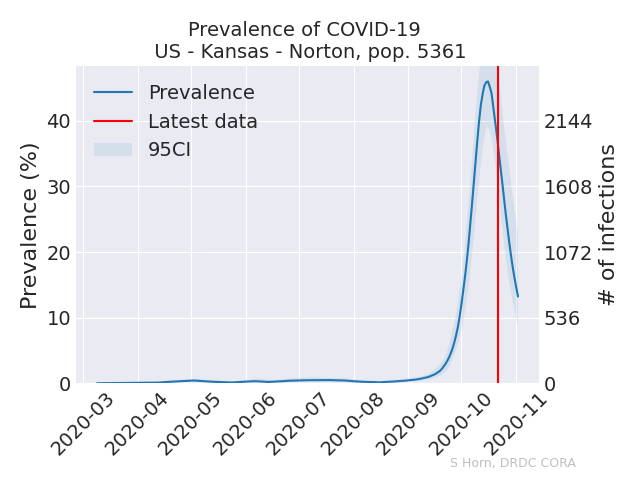 Prevalence of COVID-19
US - Kansas - Norton, pop. 5361
Prevalence
Latest data
95CI
Prevalence (%)
40
30
20
10
0
2144
1608
1072
536
0
# of infections
2020-03
2020-04
2020-05
2020-06
2020-07
2020-08
2020-09
2020-10
2020-11
S Horn, DRDC CORA